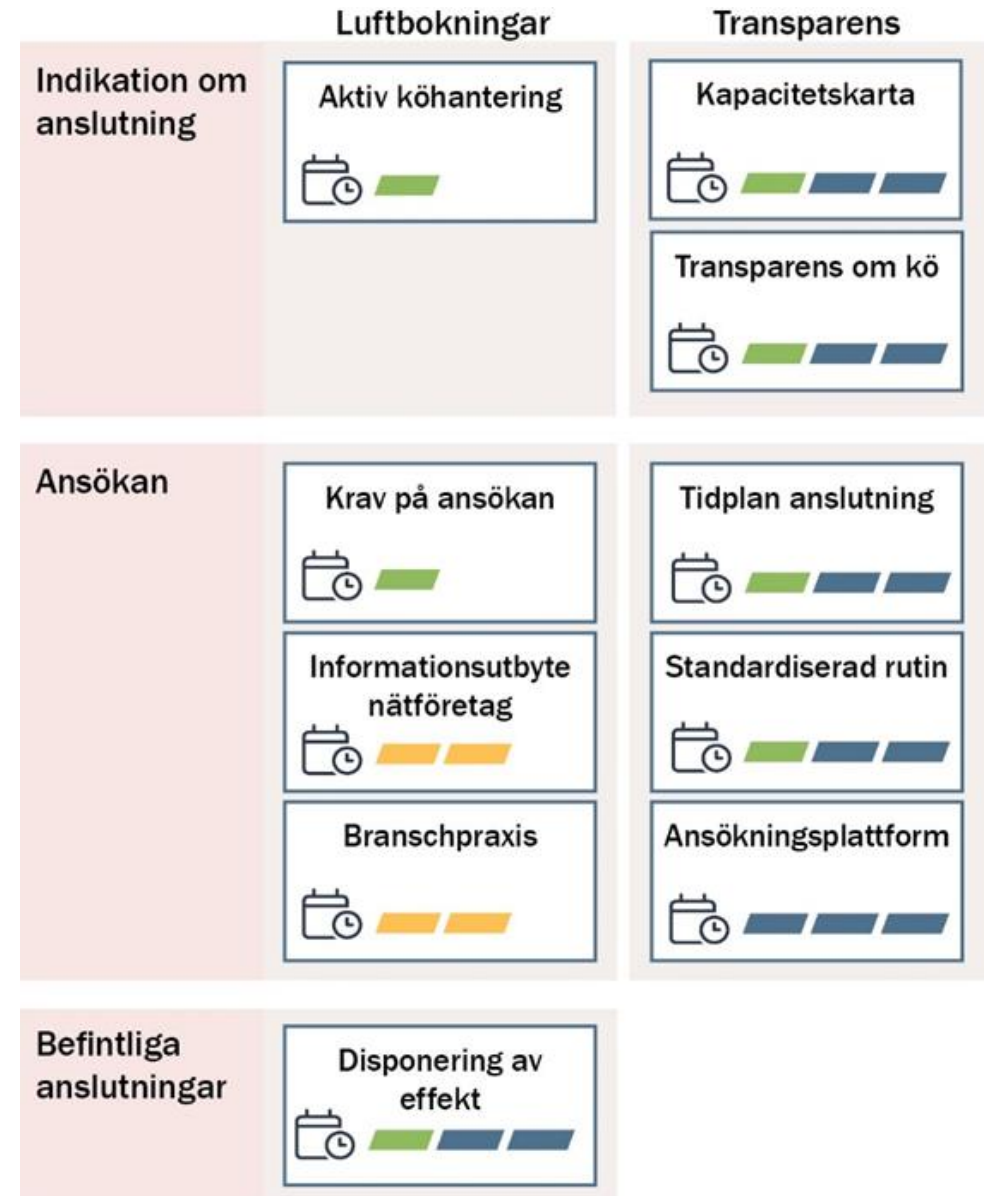 Luftbokningar
Transparens
Indikation om
anslutning
Aktiv köhantering
Kapacitetskarta
Transparens om kö
Ansökan
Krav på ansökan
Tidplan anslutning
Informationsutbyte
nätföretag
Standardiserad rutin
Branschpraxis
Ansökningsplattform
Befintliga
anslutningar
Disponering av
effekt